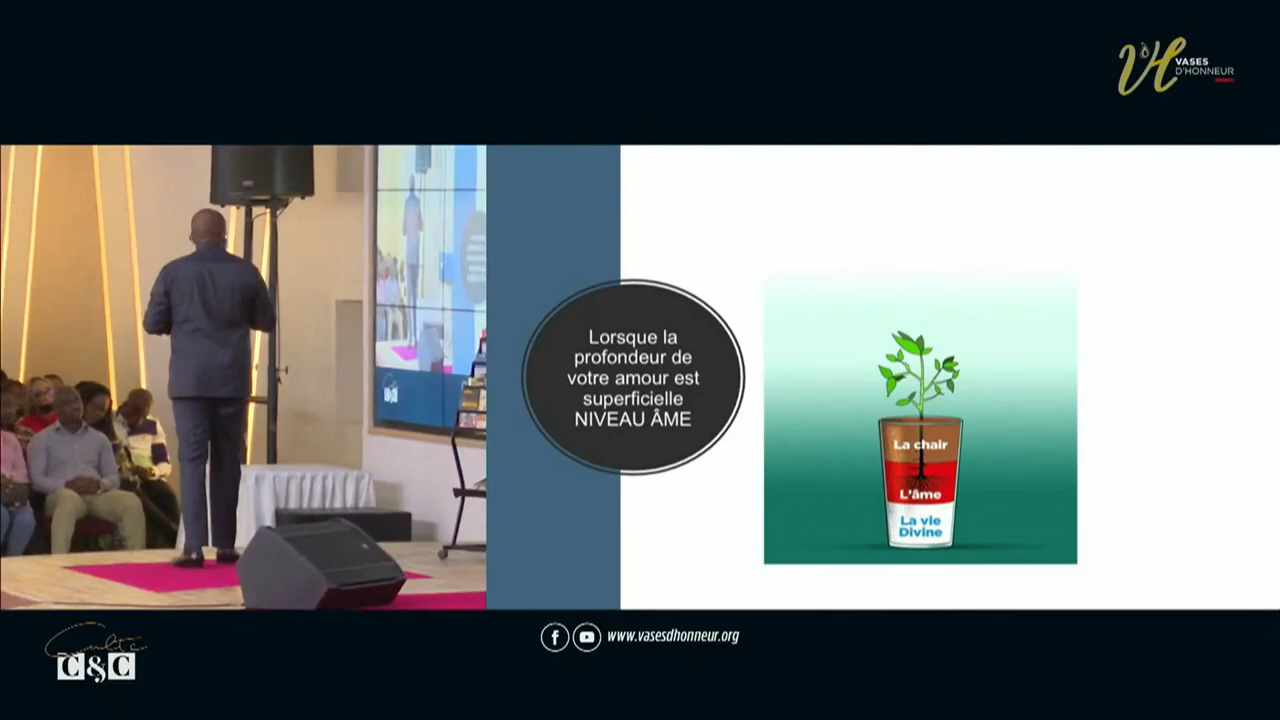 VASES
D'HONNEUR
Lorsque la
profondeur de
votre amour est
superficielle
NIVEAU ÂME
La chair
L'âme
La vie
Divine
www.vasesdhonneur.org
Culte
C&C